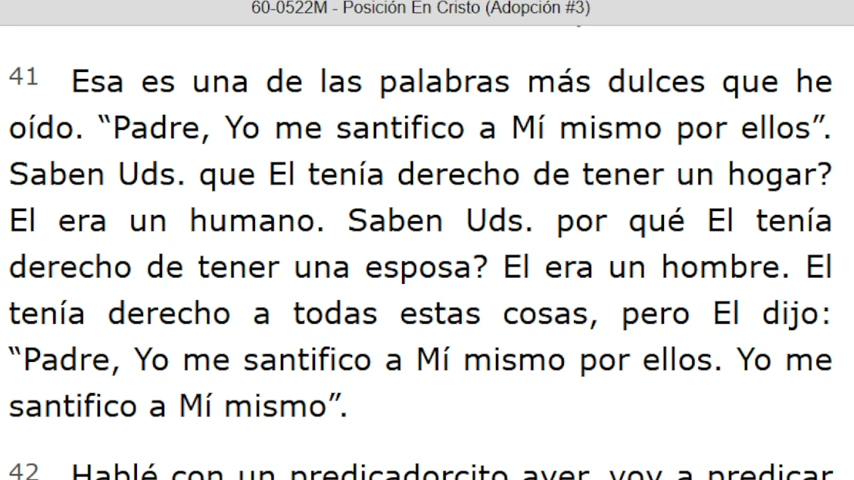 60-0522M - Posición En Cristo (Adopción #3)
41 Esa es una de las palabras más dulces que he
oído. “Padre, Yo me santifico a Mí mismo por ellos”.
Saben Uds. que El tenía derecho de tener un hogar?
El era un humano. Saben Uds. por qué El tenía
derecho de tener una esposa? El era un hombre. El
tenía derecho a todas estas cosas, pero El dijo:
“Padre, Yo me santifico a Mí mismo por ellos. Yo me
santifico a Mí mismo”.
42 Hablé con un predicadorcito ayer, voy a predicar